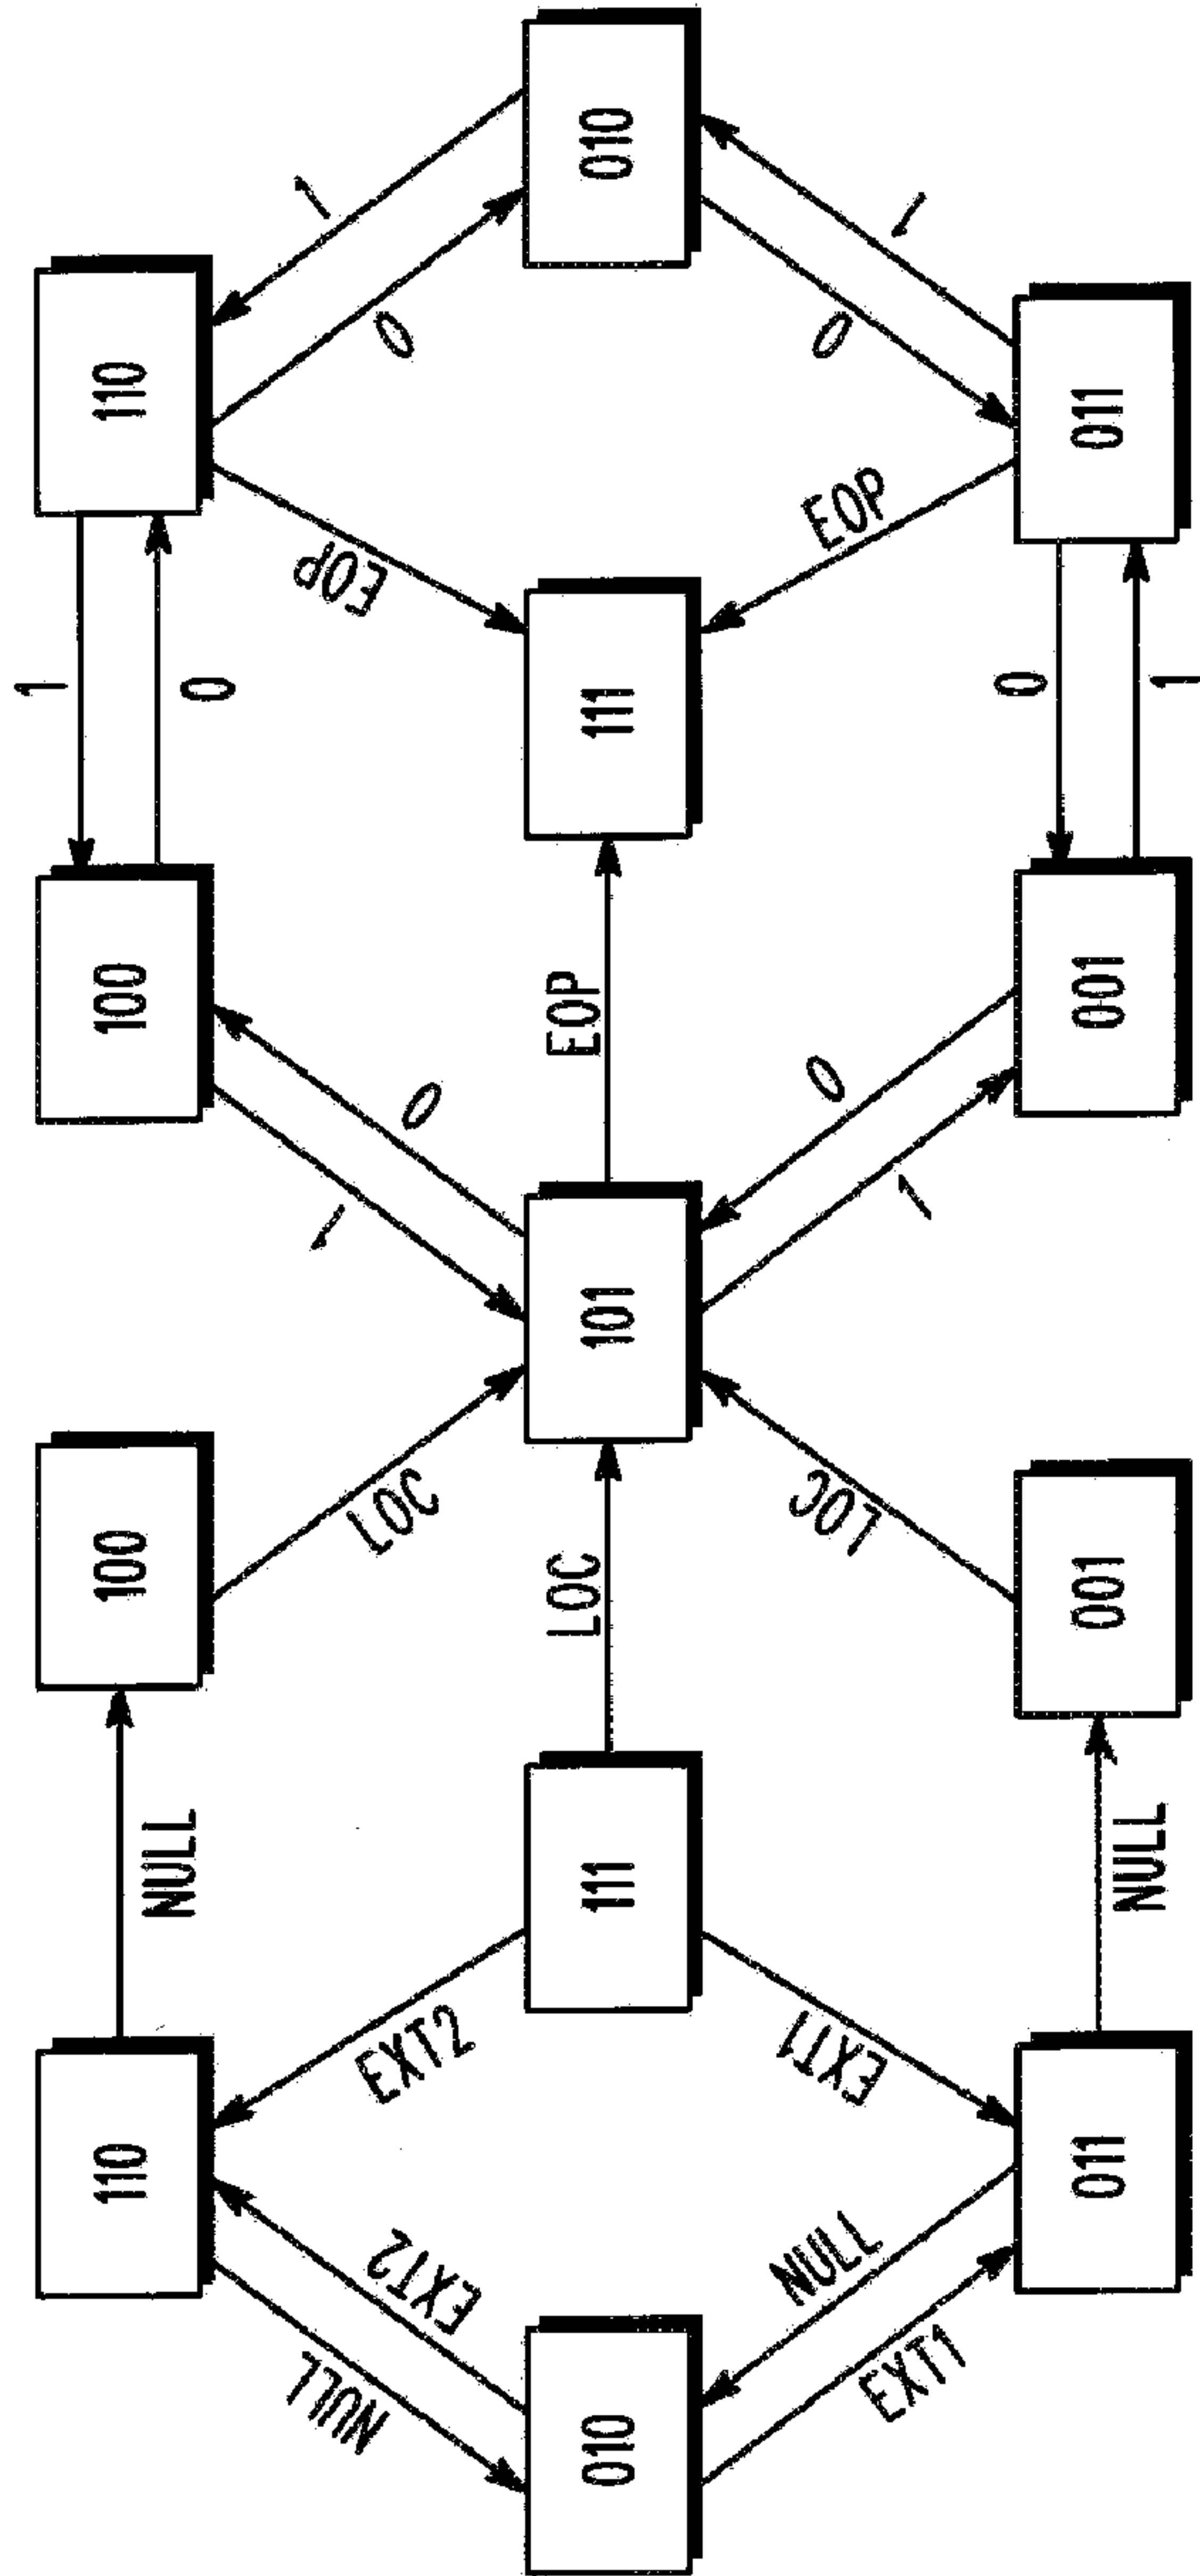 1
110 100 100 110
NULL
0
NULL 1 EOP 1
EXT2 EXT2 LOC 0 0
LOC EOP
010 111 101 111 010
NULL EXT1 LOC 0 EOP 0
EXT1 1 1
0
011 001 001 011
NULL
1